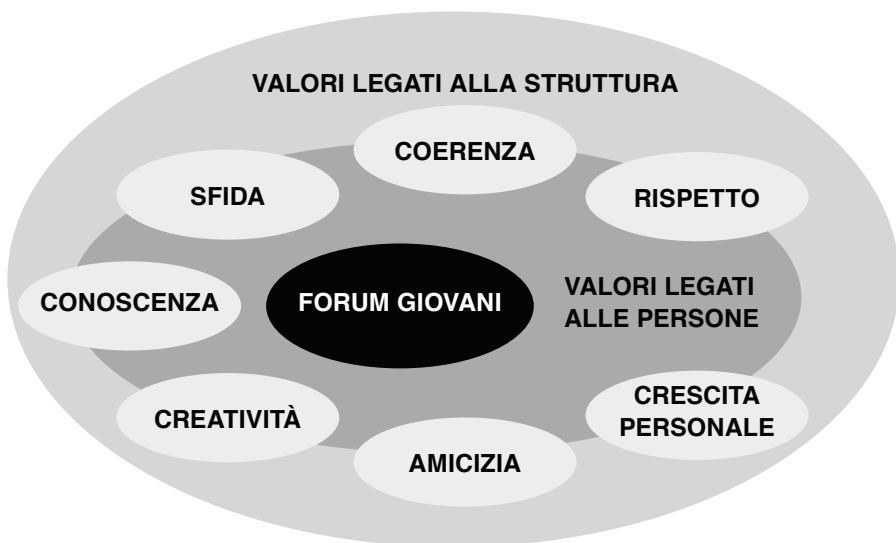 VALORI LEGATI ALLA STRUTTURA
COERENZA
SFIDA
RISPETTO
CONOSCENZA
FORUM GIOVANI
VALORI LEGATI
ALLE PERSONE
CREATIVITÀ
CRESCITA
PERSONALE
AMICIZIA